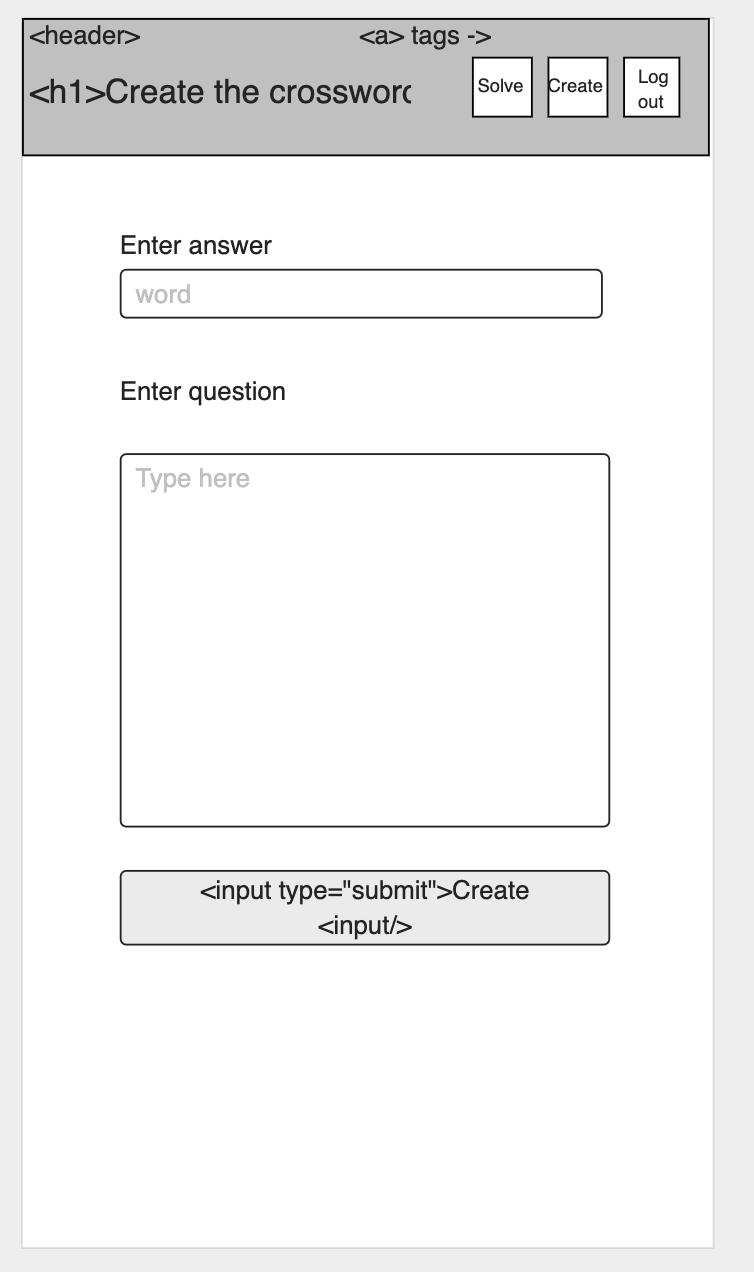 <header>
<a> tags ->
<h1>Create the crossword
Solve
Create
Log
out
Enter answer
word
Enter question
Type here
<input type="submit">Create
<input/>